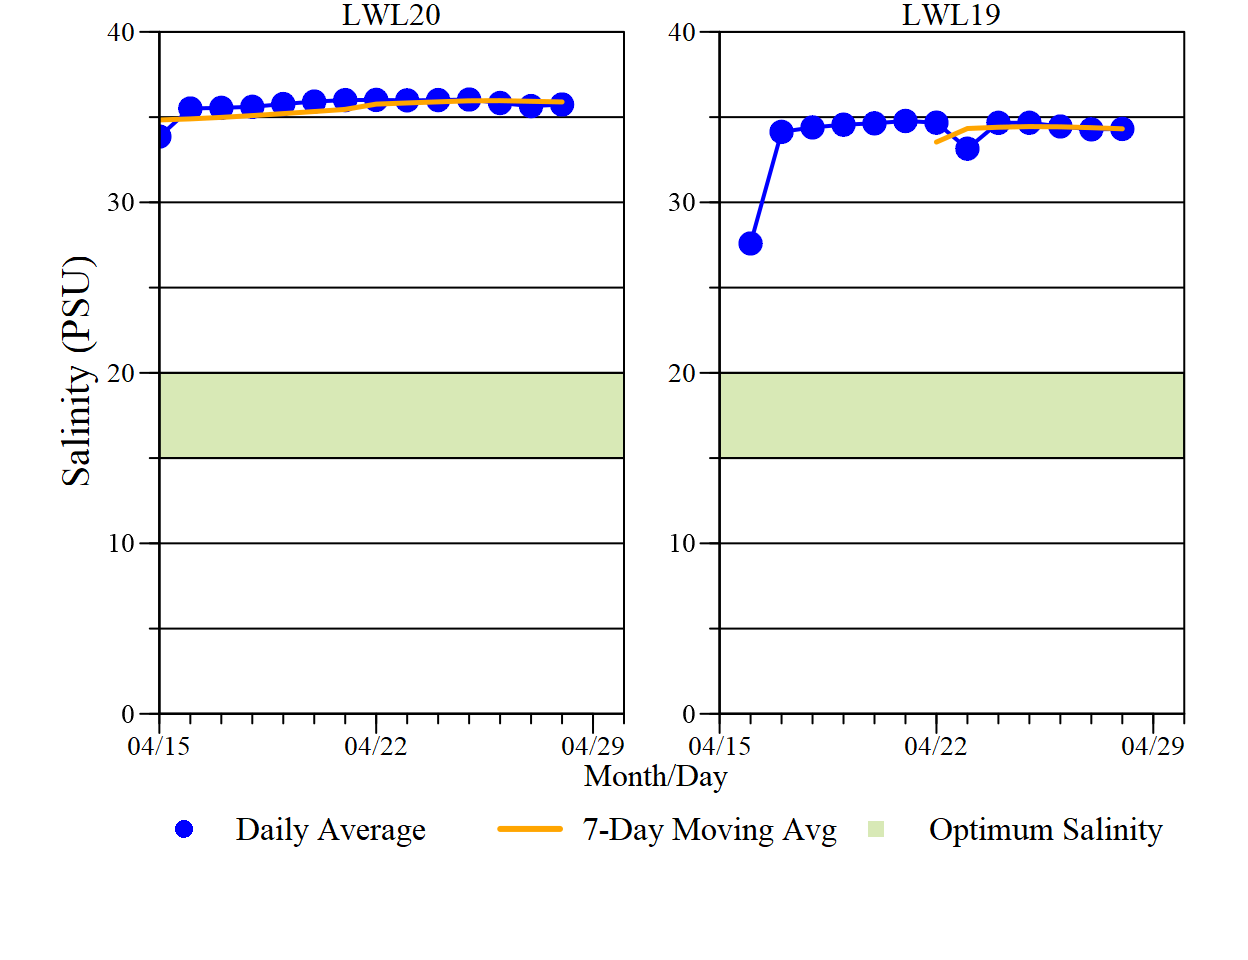 LWL20
LWL19
40
30
20
10
0
40
30
20
10
0
Salinity (PSU)
04/15
04/22
04/29
04/15
04/22
04/29
Month/Day
Daily Average
7-Day Moving Avg
Optimum Salinity